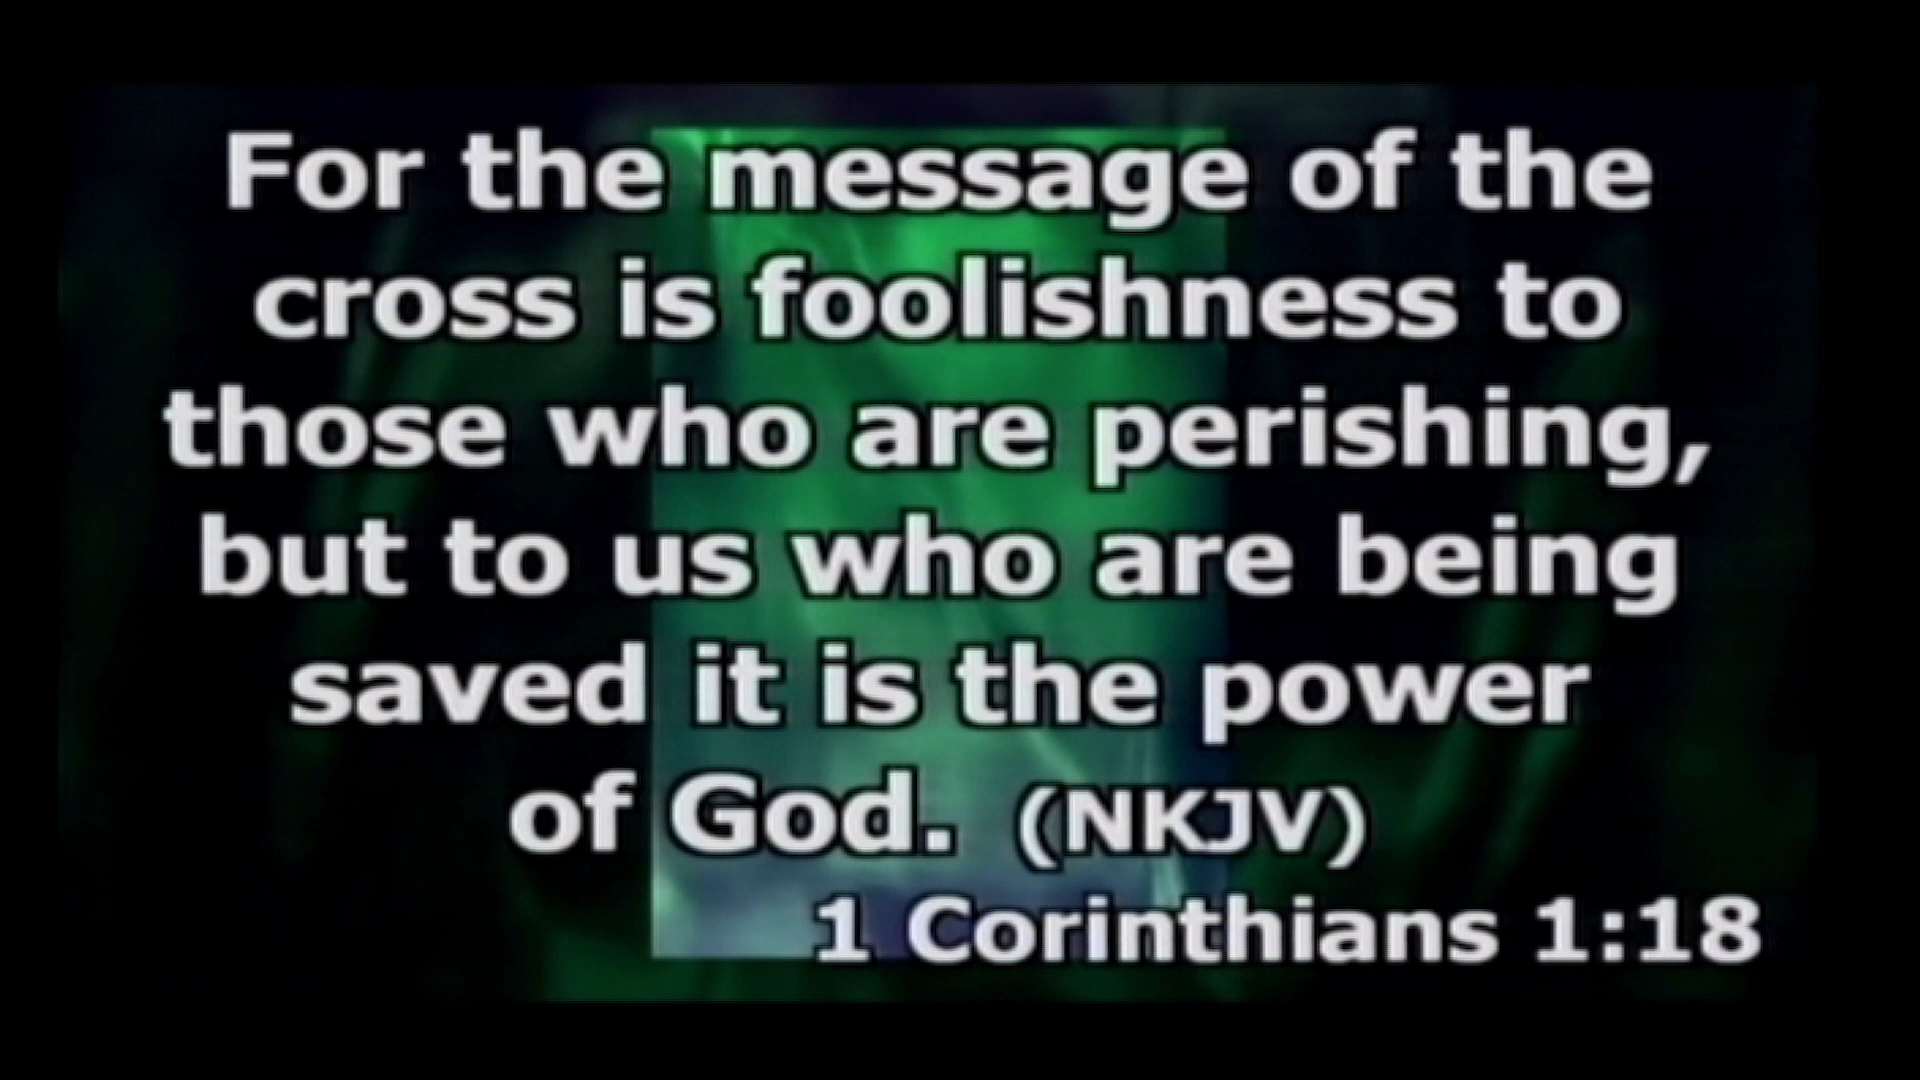 For the message of the
cross is foolishness to
those who are perishing,
but to us who are being
saved it is the power
of God. (NKJV)
1 Corinthians 1:18